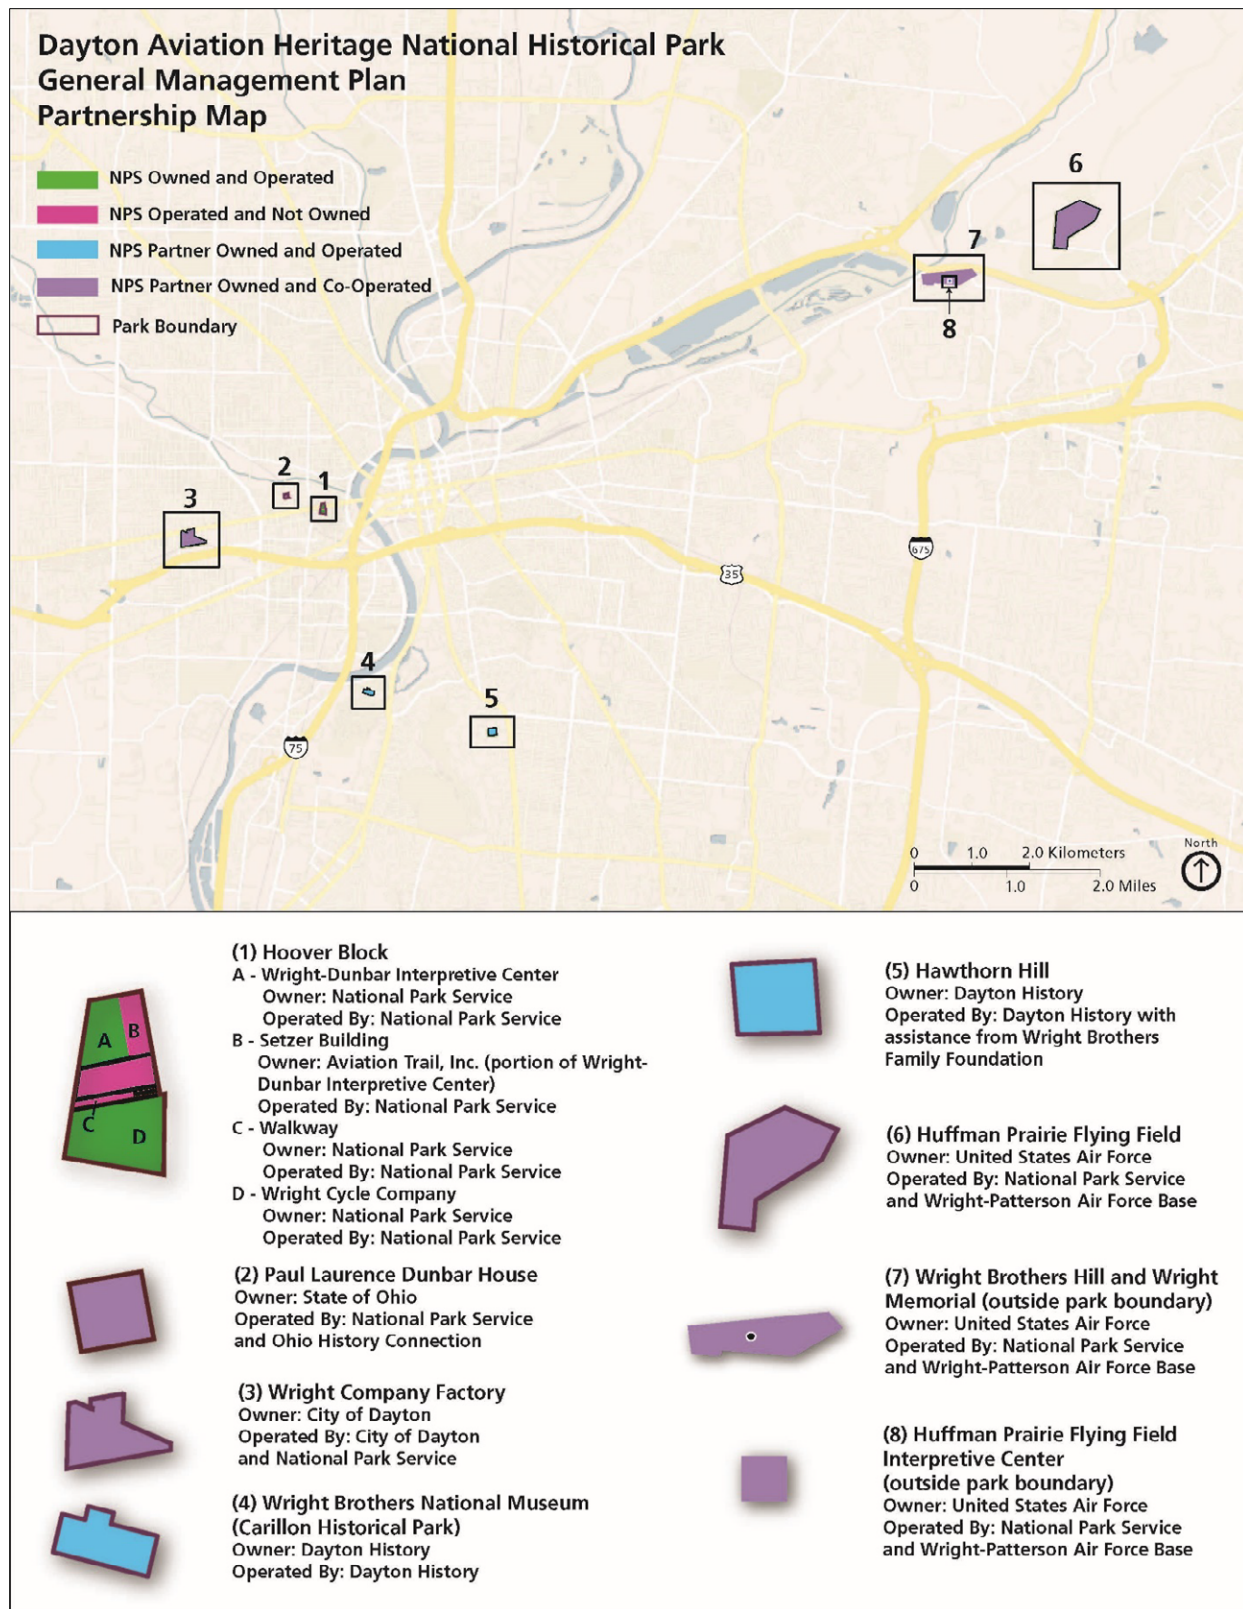 Dayton Aviation Heritage National Historical Park
General Management Plan
Partnership Map
NPS Owned and Operated
NPS Operated and Not Owned
NPS Partner Owned and Operated
NPS Partner Owned and Co-Operated
Park Boundary
6
7
8
2
1
3
675
35
4
5
75
0 1.0 2.0 Kilometers
0 1.0 2.0 Miles
North
A
B
C
D
(1) Hoover Block
A - Wright-Dunbar Interpretive Center
Owner: National Park Service
Operated By: National Park Service
B - Setzer Building
Owner: Aviation Trail, Inc. (portion of Wright-
Dunbar Interpretive Center)
Operated By: National Park Service
C - Walkway
Owner: National Park Service
Operated By: National Park Service
D - Wright Cycle Company
Owner: National Park Service
Operated By: National Park Service
(2) Paul Laurence Dunbar House
Owner: State of Ohio
Operated By: National Park Service
and Ohio History Connection
(3) Wright Company Factory
Owner: City of Dayton
Operated By: City of Dayton
and National Park Service
(4) Wright Brothers National Museum
(Carillon Historical Park)
Owner: Dayton History
Operated By: Dayton History
(5) Hawthorn Hill
Owner: Dayton History
Operated By: Dayton History with
assistance from Wright Brothers
Family Foundation
(6) Huffman Prairie Flying Field
Owner: United States Air Force
Operated By: National Park Service
and Wright-Patterson Air Force Base
(7) Wright Brothers Hill and Wright
Memorial (outside park boundary)
Owner: United States Air Force
Operated By: National Park Service
and Wright-Patterson Air Force Base
(8) Huffman Prairie Flying Field
Interpretive Center
(outside park boundary)
Owner: United States Air Force
Operated By: National Park Service
and Wright-Patterson Air Force Base